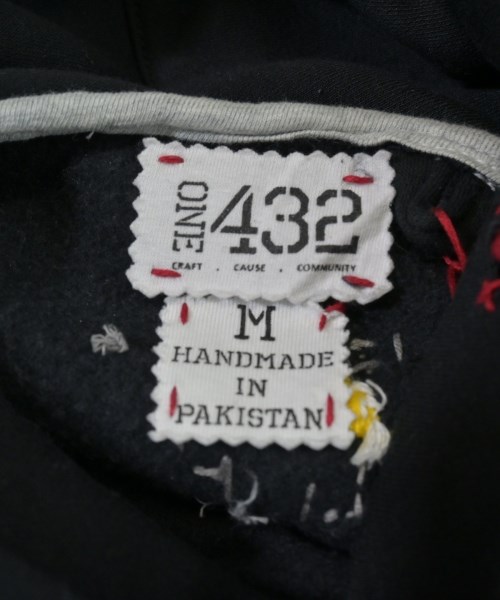 ONE 432
CRAFT . CAUSE . COMMUNITY
M
HANDMADE
IN
PAKISTAN